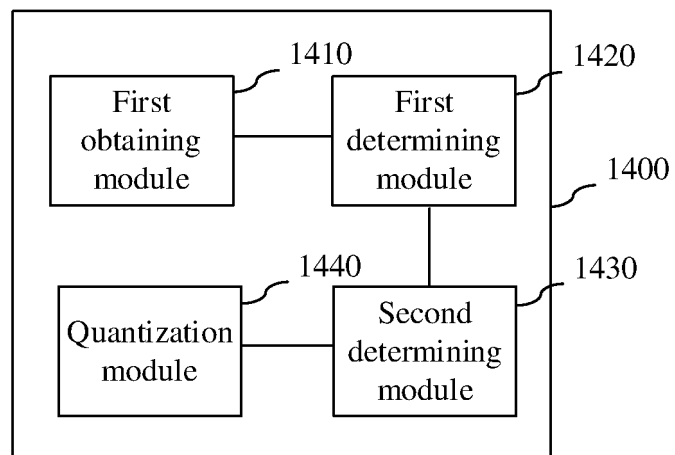 1410
First
obtaining
module
1420
First
determining
module
1400
1440
Quantization
module
1430
Second
determining
module